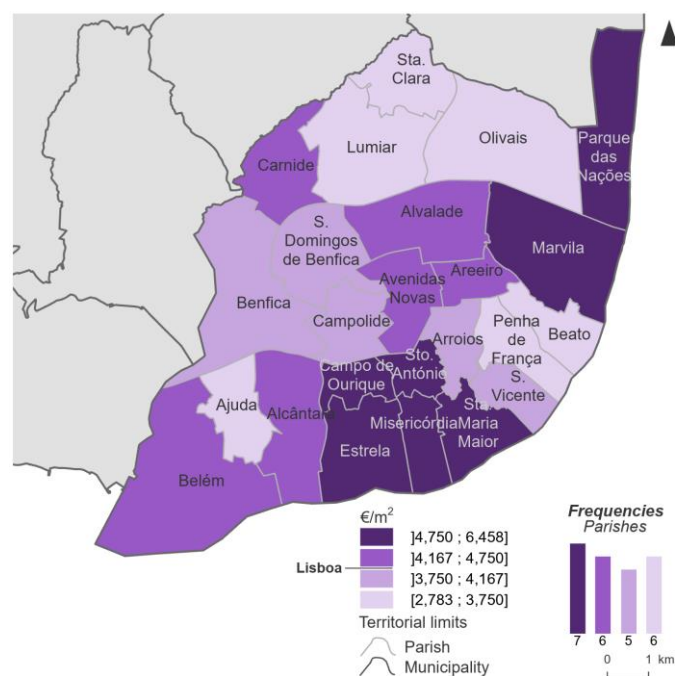 Sta.
Clara
Lumiar
Olivais
Parque
das
Nações
Carnide
Alvalade
S.
Domingos
de Benfica
Marvila
Avenidas
Novas
Areeiro
Benfica
Campolide
Arroios
Penha
de
França
Beato
Sto.
António
Campo de
Ourique
S.
Vicente
Ajuda
Alcântara
Misericórdia
Sta.
Maria
Maior
Estrela
Belém
€/m²
]4,750 ; 6,458]
]4,167 ; 4,750]
Lisboa
]3,750 ; 4,167]
[2,783 ; 3,750]
Territorial limits
Parish
Municipality
Frequencies
Parishes
7 6 5 6
0 1 km